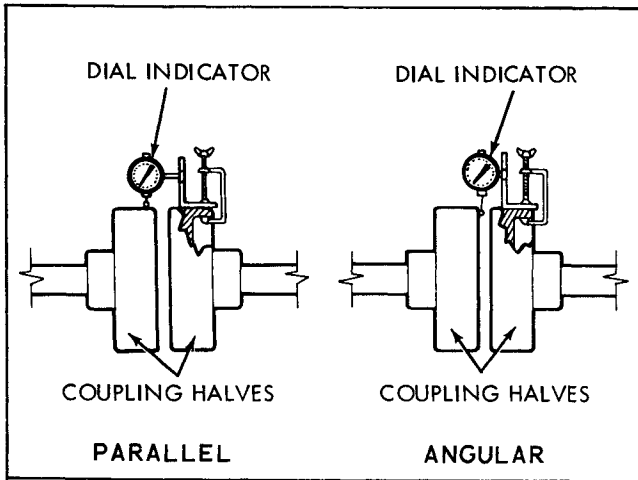 DIAL INDICATOR
DIAL INDICATOR
COUPLING HALVES
COUPLING HALVES
PARALLEL
ANGULAR